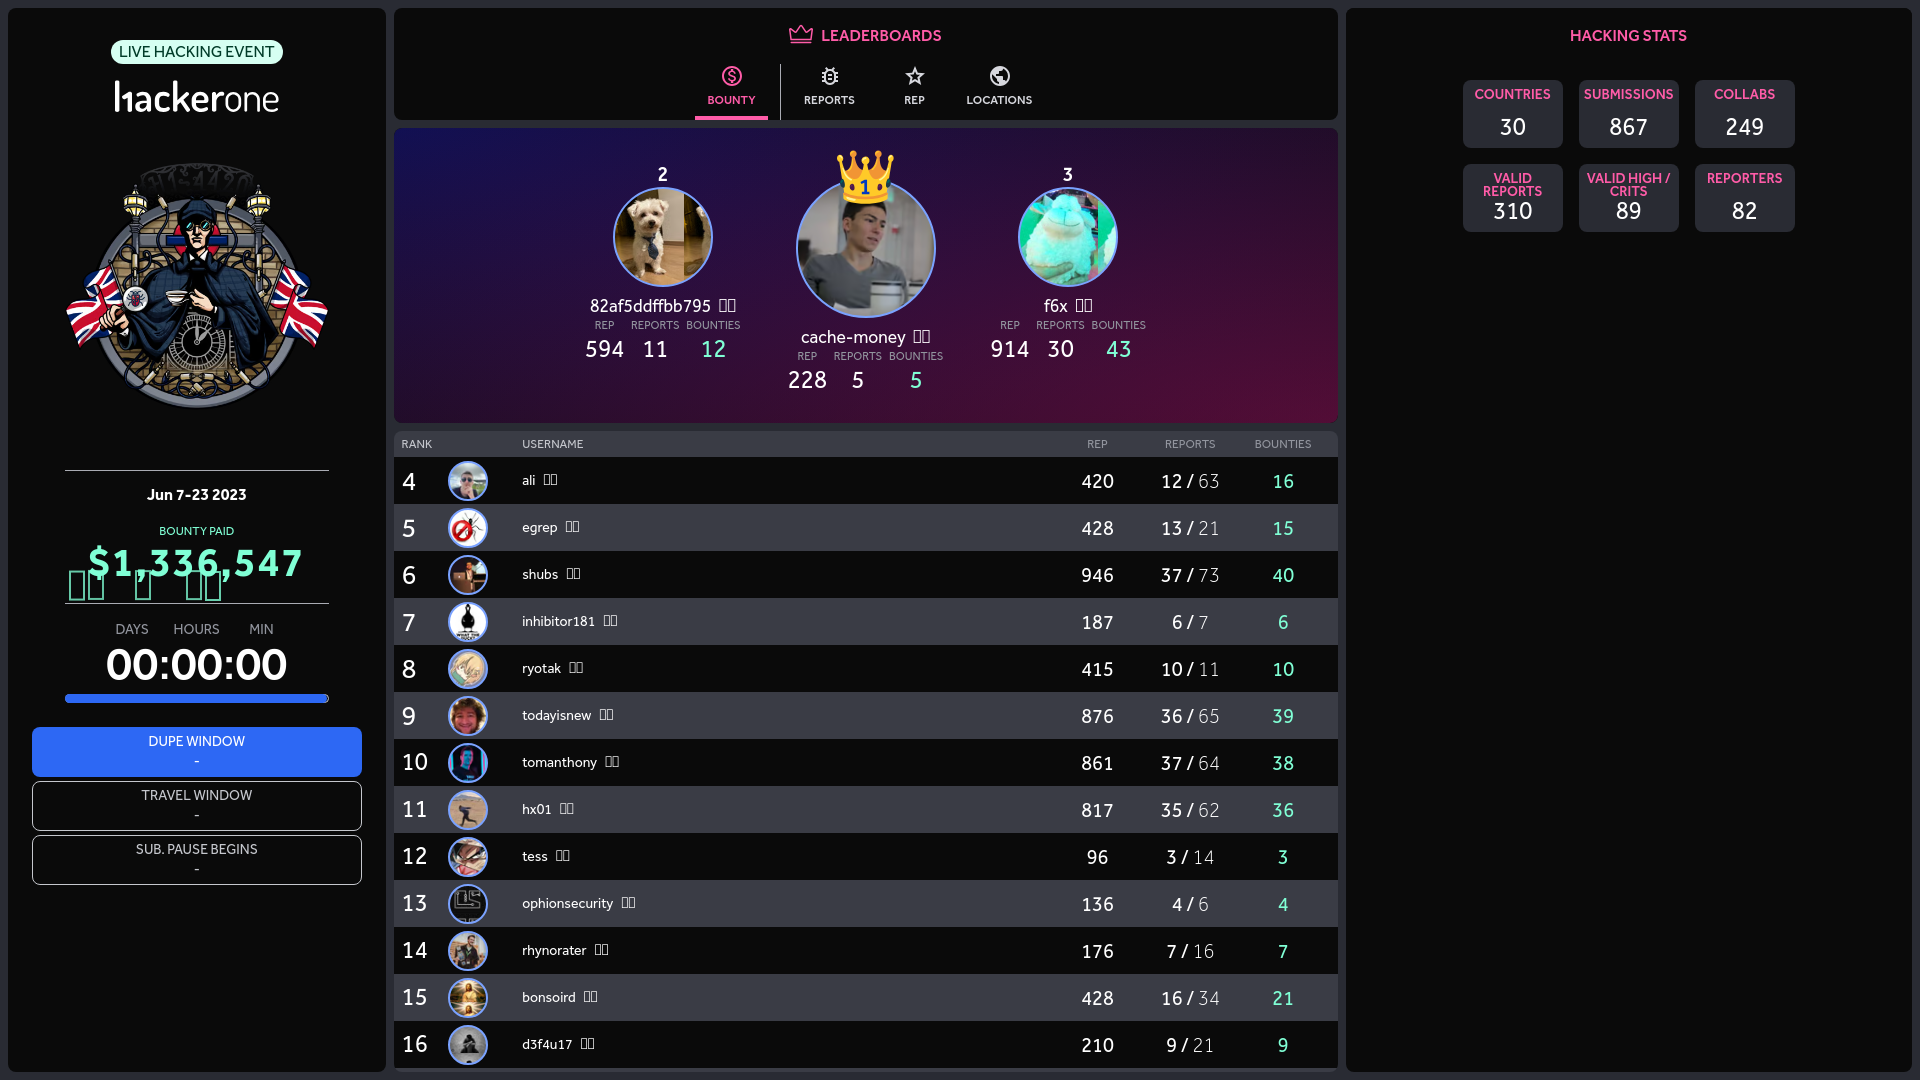 LIVE HACKING EVENT
hackerone
Jun 7-23 2023
BOUNTY PAID
$1,336,547
DAYS HOURS MIN
00:00:00
DUPE WINDOW
-
TRAVEL WINDOW
-
SUB. PAUSE BEGINS
-
LEADERBOARDS
BOUNTY REPORTS REP LOCATIONS
2
82af5ddffbb795
REP REPORTS BOUNTIES
594 11 12
1
cache-money
REP REPORTS BOUNTIES
228 5 5
3
f6x
REP REPORTS BOUNTIES
914 30 43
RANK USERNAME REP REPORTS BOUNTIES
4 ali 420 12 / 63 16
5 egrep 428 13 / 21 15
6 shubs 946 37 / 73 40
7 inhibitor181 187 6 / 7 6
8 ryotak 415 10 / 11 10
9 todayisnew 876 36 / 65 39
10 tomanthony 861 37 / 64 38
11 hx01 817 35 / 62 36
12 tess 96 3 / 14 3
13 ophionsecurity 136 4 / 6 4
14 rhynorater 176 7 / 16 7
15 bonsoird 428 16 / 34 21
16 d3f4u17 210 9 / 21 9
HACKING STATS
COUNTRIES SUBMISSIONS COLLABS
30 867 249
VALID REPORTS VALID HIGH / CRITS REPORTERS
310 89 82